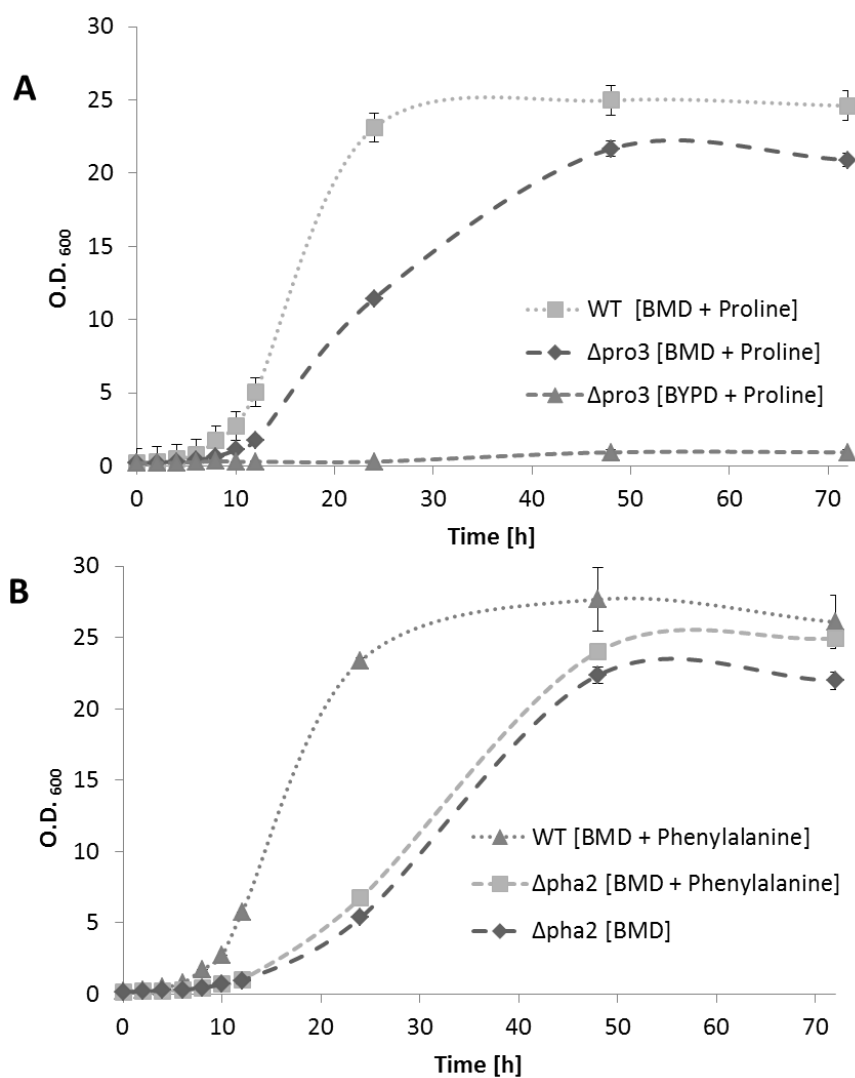 A
30
25
20
15
10
5
0
O.D. 600
WT [BMD + Proline]
Δpro3 [BMD + Proline]
Δpro3 [BYPD + Proline]
0 10 20 30 40 50 60 70
Time [h]
B
30
25
20
15
10
5
0
O.D. 600
WT [BMD + Phenylalanine]
Δpha2 [BMD + Phenylalanine]
Δpha2 [BMD]
0 10 20 30 40 50 60 70
Time [h]